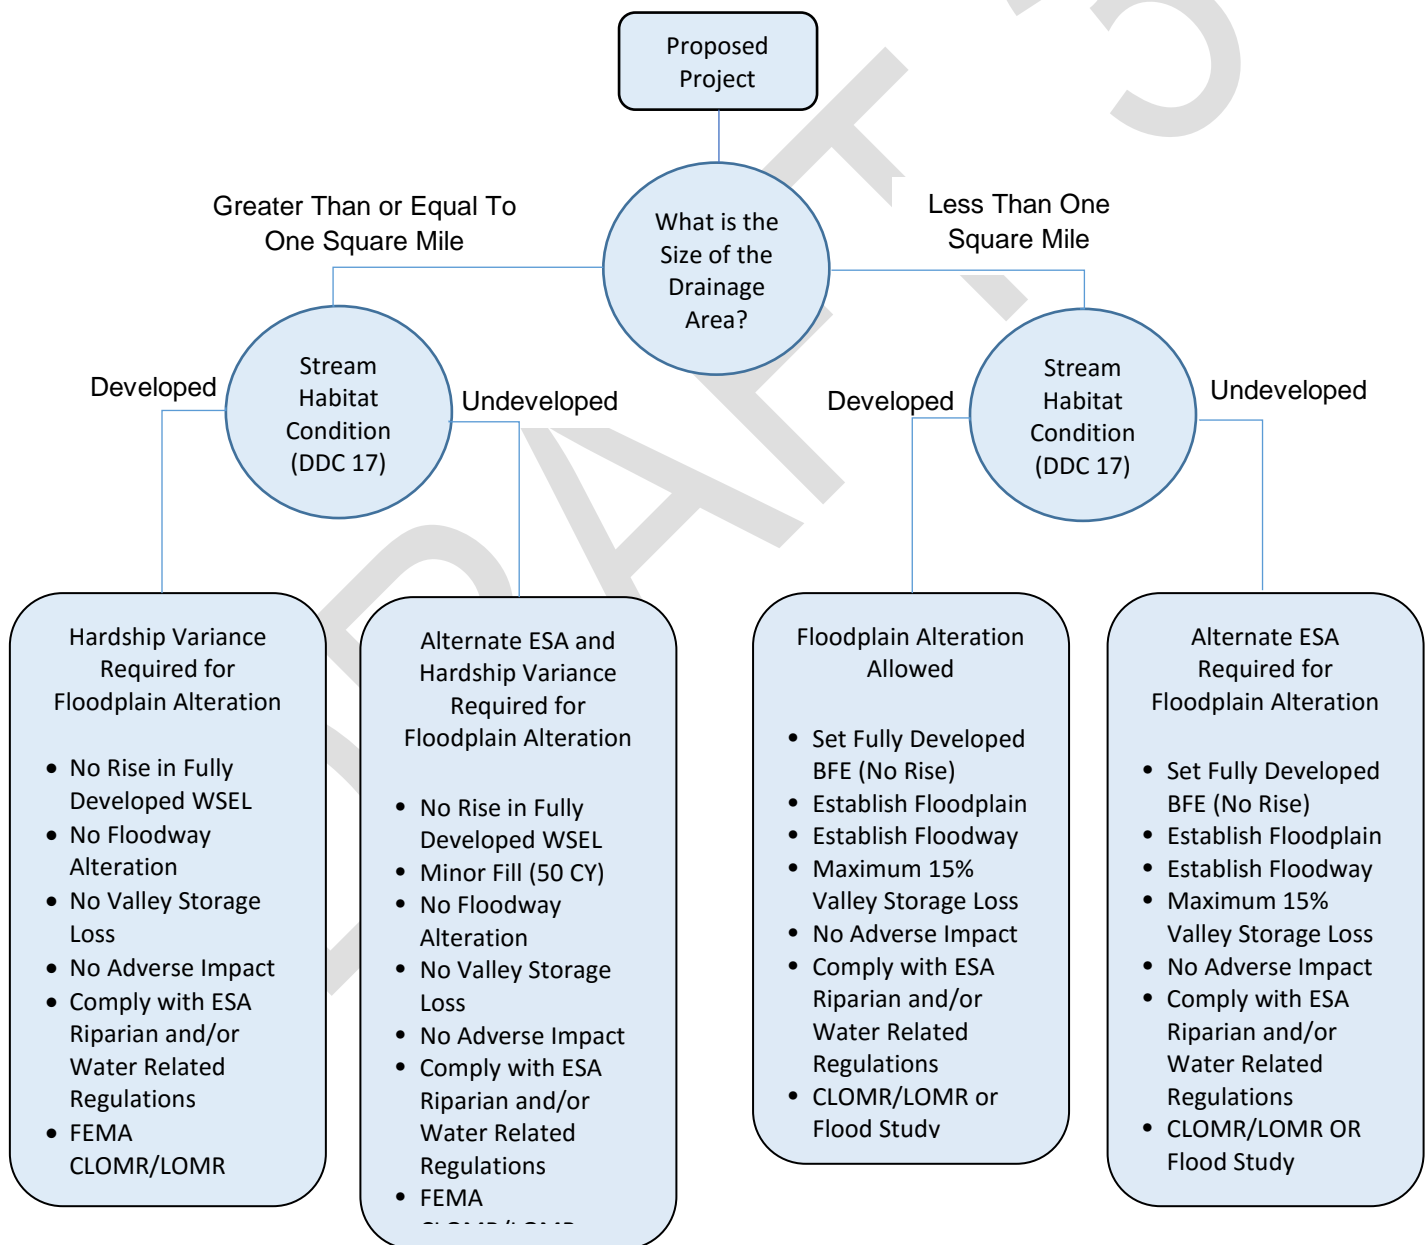 Proposed
Project
What is the
Size of the
Drainage
Area?
Greater Than or Equal To
One Square Mile
Less Than One
Square Mile
Stream
Habitat
Condition
(DDC 17)
Developed
Undeveloped
Stream
Habitat
Condition
(DDC 17)
Developed
Undeveloped
Hardship Variance
Required for
Floodplain Alteration
• No Rise in Fully
Developed WSEL
• No Floodway
Alteration
• No Valley Storage
Loss
• No Adverse Impact
• Comply with ESA
Riparian and/or
Water Related
Regulations
• FEMA
CLOMR/LOMR
Alternate ESA and
Hardship Variance
Required for
Floodplain Alteration
• No Rise in Fully
Developed WSEL
• Minor Fill (50 CY)
• No Floodway
Alteration
• No Valley Storage
Loss
• No Adverse Impact
• Comply with ESA
Riparian and/or
Water Related
Regulations
• FEMA
Floodplain Alteration
Allowed
• Set Fully Developed
BFE (No Rise)
• Establish Floodplain
• Establish Floodway
• Maximum 15%
Valley Storage Loss
• No Adverse Impact
• Comply with ESA
Riparian and/or
Water Related
Regulations
• CLOMR/LOMR or
Flood Study
Alternate ESA
Required for
Floodplain Alteration
• Set Fully Developed
BFE (No Rise)
• Establish Floodplain
• Establish Floodway
• Maximum 15%
Valley Storage Loss
• No Adverse Impact
• Comply with ESA
Riparian and/or
Water Related
Regulations
• CLOMR/LOMR OR
Flood Study
DRAFT 3